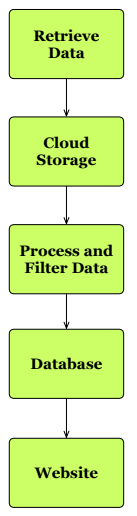 Retrieve
Data
Cloud
Storage
Process and
Filter Data
Database
Website